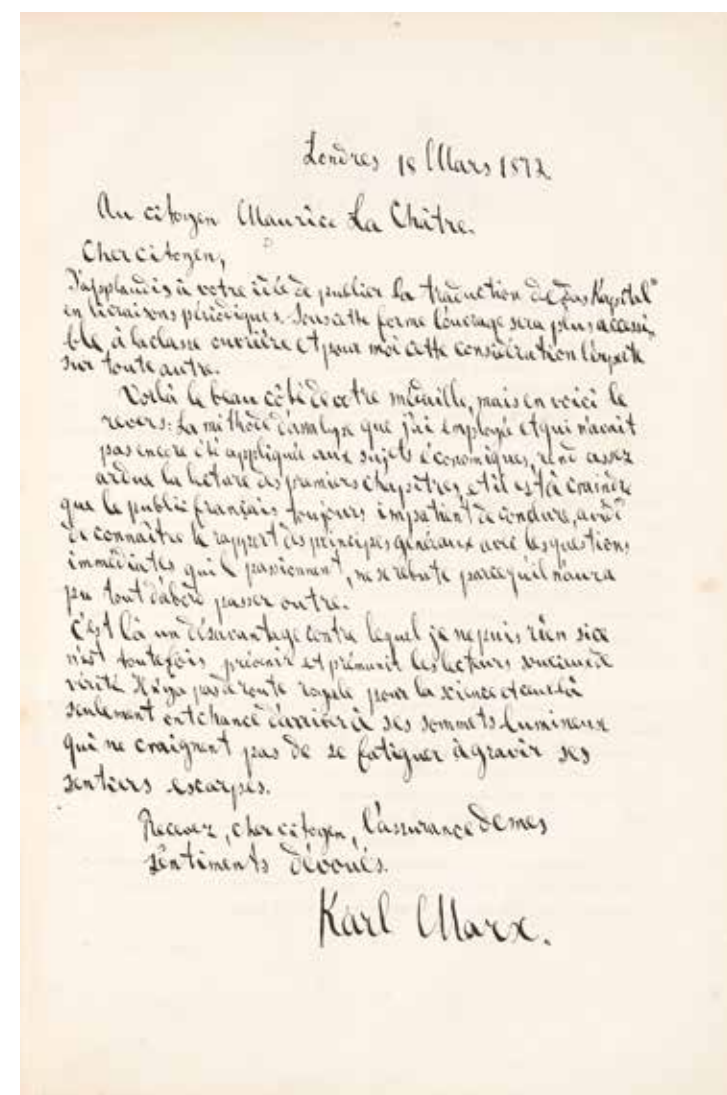 Londres 18 Mars 1872
Au citoyen Maurice La Châtre.
Cher citoyen,
J'applaudis à votre idée de publier la traduction de „Das Kapital"
en livraisons périodiques. Sous cette forme l'ouvrage sera plus accessi,
ble à la classe ouvrière et pour moi cette considération l'emporte
sur toute autre.
Voilà le beau côté de votre médaille, mais en voici le
revers: La méthode d'analyse que j'ai employée et qui n'avait
pas encore été appliquée aux sujets économiques, rend assez
ardue la lecture des premiers chapitres, et il est à craindre
que le public français toujours impatient de conclure, avide
de connaître le rapport des principes généraux avec les questions
immédiates qui le passionnent, ne se rebute parcequ'il n'aura
pu tout d'abord passer outre.
C'est là un désavantage contre lequel je ne puis rien si ce
n'est toutefois prévenir et prémunir les lecteurs soucieux de
vérité. Il n'y a pas de route royale pour la science et ceux-là
seulement ont chance d'arriver à ses sommets lumineux
qui ne craignent pas de se fatiguer à gravir ses
sentiers escarpés.
Recevez, cher citoyen, l'assurance de mes
sentiments dévoués.
Karl Marx.